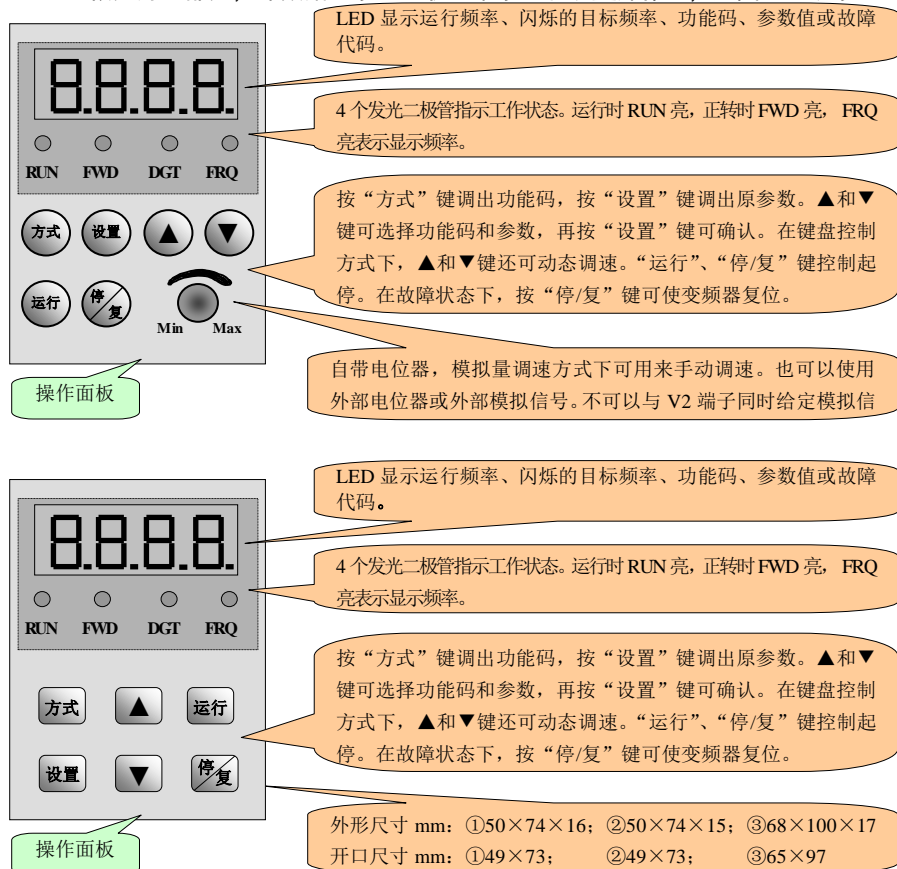 LED 显示运行频率、闪烁的目标频率、功能码、参数值或故障
代码。
8.8.8.8.
4 个发光二极管指示工作状态。运行时 RUN 亮，正转时 FWD 亮， FRQ
亮表示显示频率。
RUN FWD DGT FRQ
按“方式”键调出功能码，按“设置”键调出原参数。▲和▼
键可选择功能码和参数，再按“设置”键可确认。在键盘控制
方式下，▲和▼键还可动态调速。“运行”、“停/复”键控制起
停。在故障状态下，按“停/复”键可使变频器复位。
方式 设置 ▲ ▼
运行 停/复
Min Max
自带电位器，模拟量调速方式下可用来手动调速。也可以使用
外部电位器或外部模拟信号。不可以与 V2 端子同时给定模拟信
操作面板
LED 显示运行频率、闪烁的目标频率、功能码、参数值或故障
代码。
8.8.8.8.
4 个发光二极管指示工作状态。运行时 RUN 亮，正转时 FWD 亮， FRQ
亮表示显示频率。
RUN FWD DGT FRQ
按“方式”键调出功能码，按“设置”键调出原参数。▲和▼
键可选择功能码和参数，再按“设置”键可确认。在键盘控制
方式下，▲和▼键还可动态调速。“运行”、“停/复”键控制起
停。在故障状态下，按“停/复”键可使变频器复位。
方式 ▲ 运行
设置 ▼ 停/复
外形尺寸 mm：①50×74×16；②50×74×15；③68×100×17
开口尺寸 mm：①49×73； ②49×73； ③65×97
操作面板